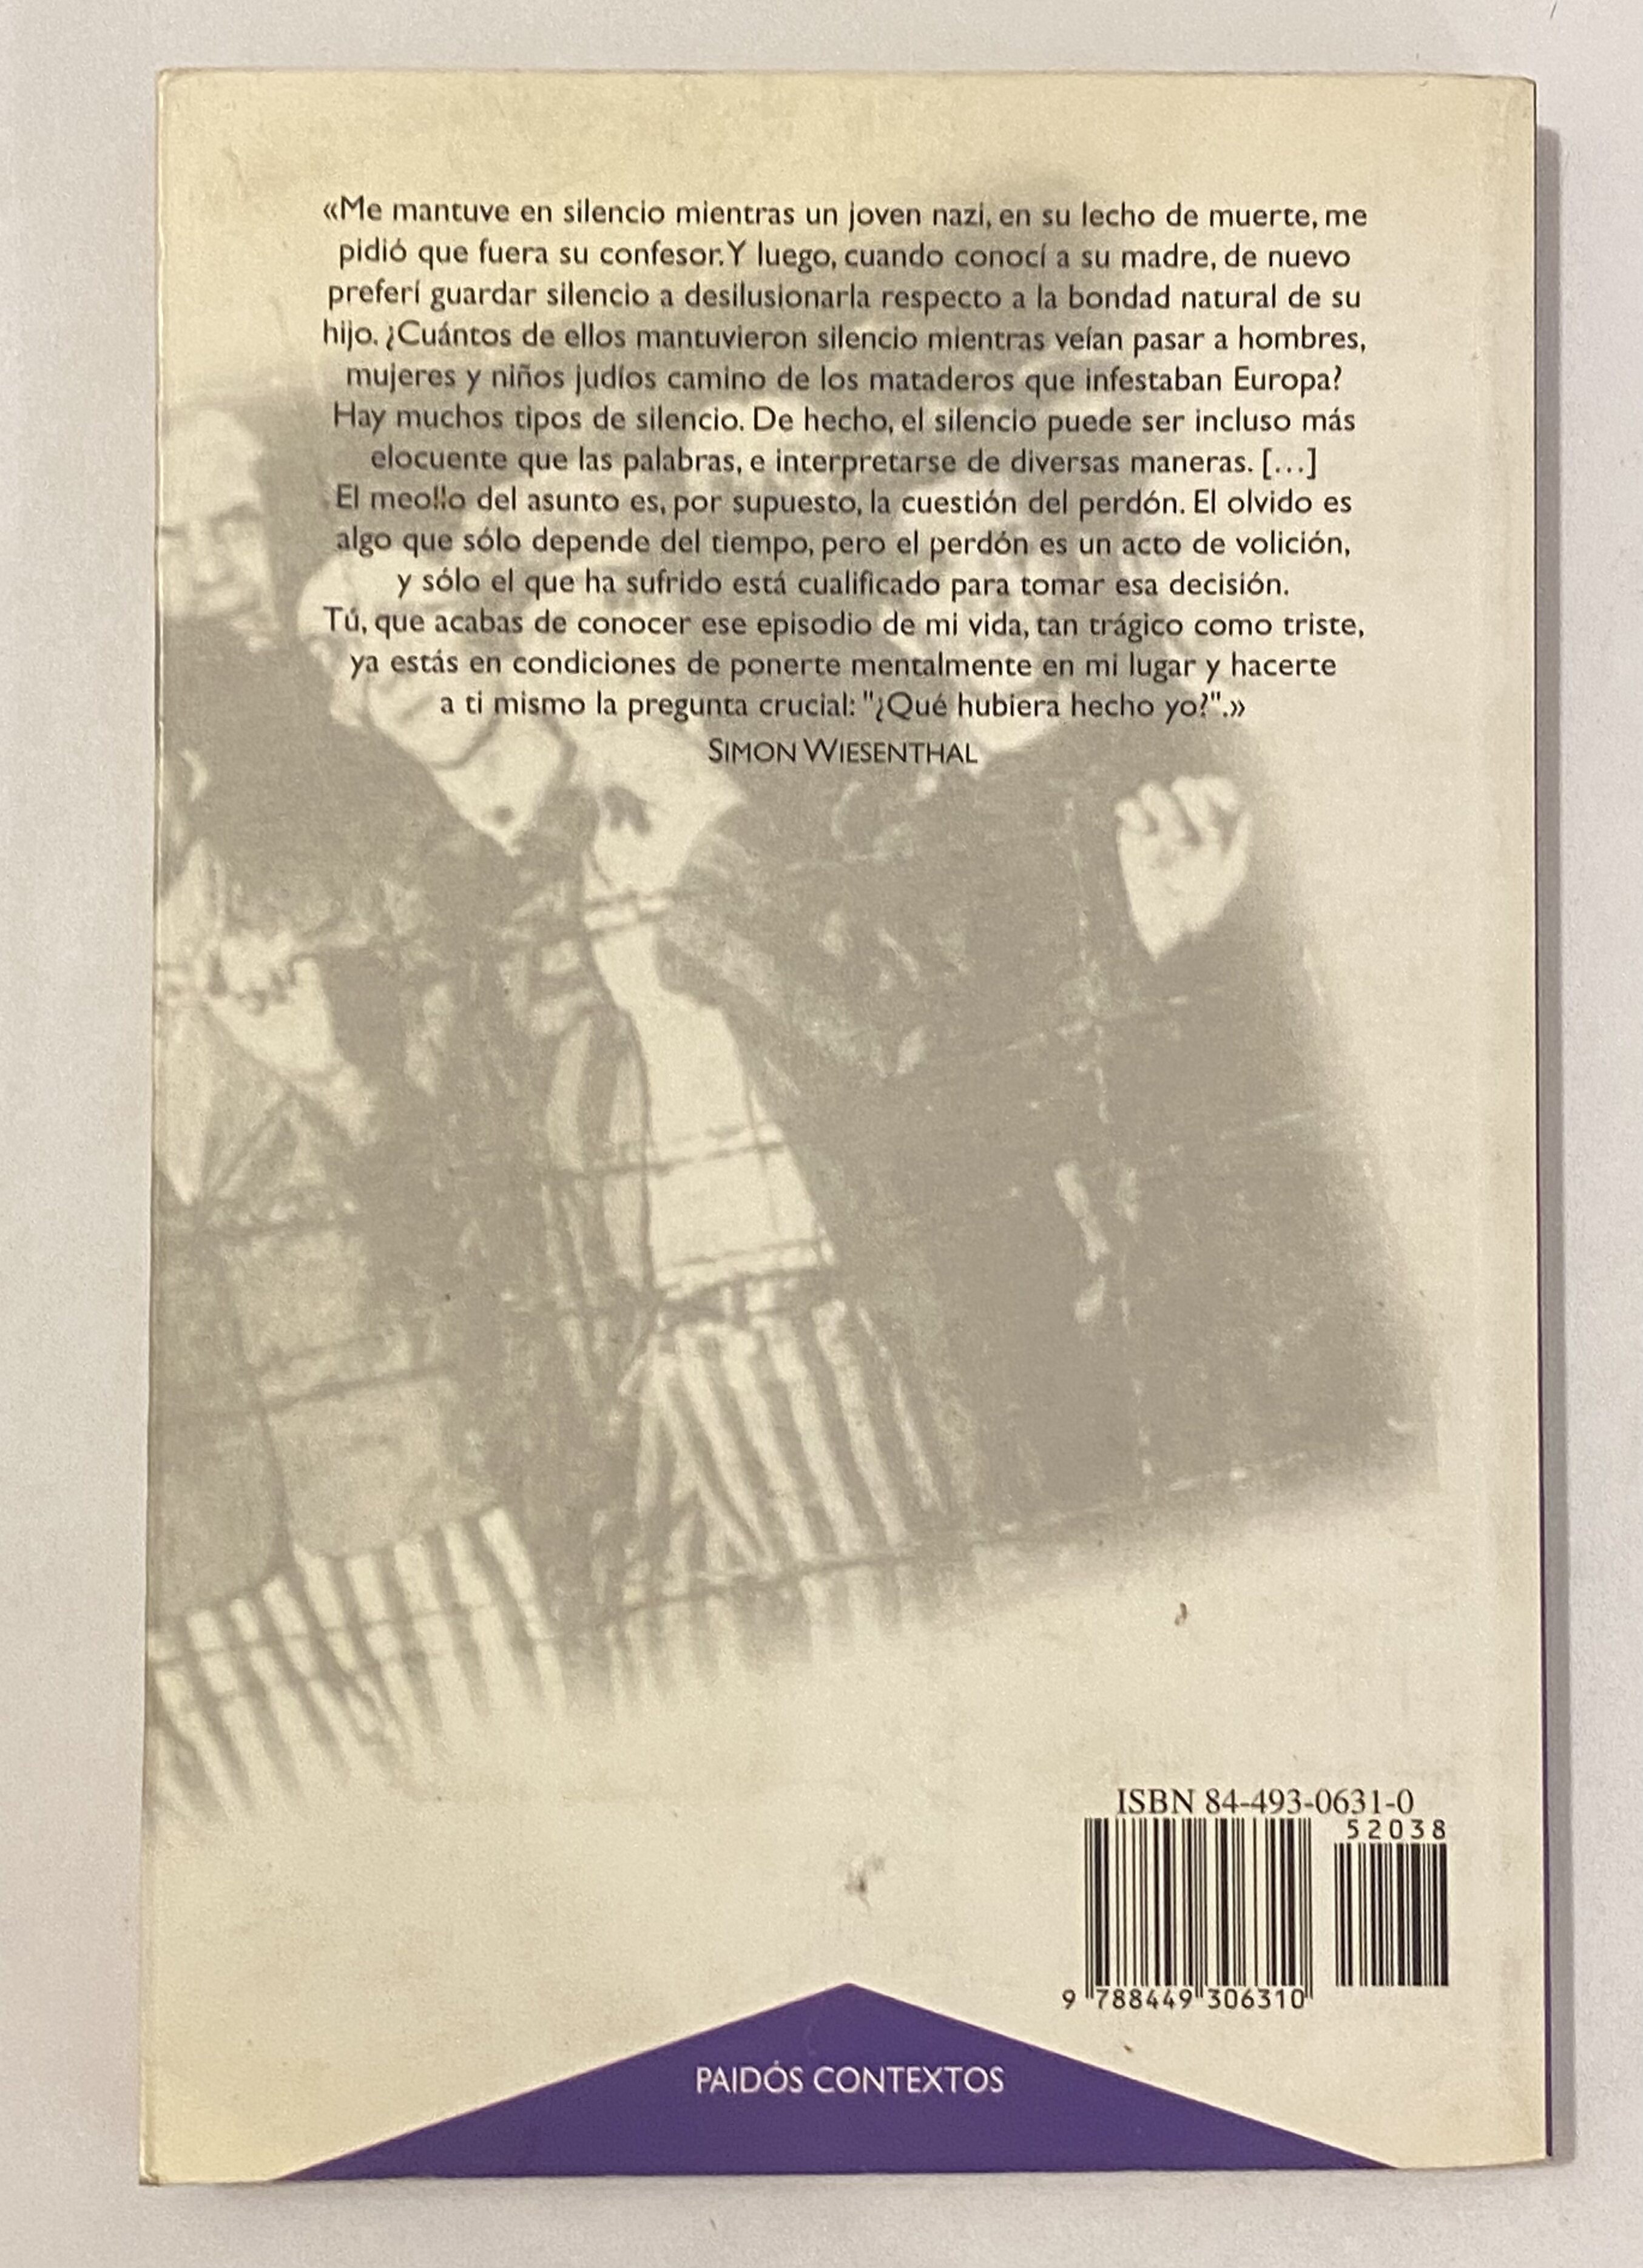 «Me mantuve en silencio mientras un joven nazi, en su lecho de muerte, me
pidió que fuera su confesor. Y luego, cuando conocí a su madre, de nuevo
preferí guardar silencio a desilusionarla respecto a la bondad natural de su
hijo. ¿Cuántos de ellos mantuvieron silencio mientras veían pasar a hombres,
mujeres y niños judíos camino de los mataderos que infestaban Europa?
Hay muchos tipos de silencio. De hecho, el silencio puede ser incluso más
elocuente que las palabras, e interpretarse de diversas maneras. [...]
El meollo del asunto es, por supuesto, la cuestión del perdón. El olvido es
algo que sólo depende del tiempo, pero el perdón es un acto de volición,
y sólo el que ha sufrido está cualificado para tomar esa decisión.
Tú, que acabas de conocer ese episodio de mi vida, tan trágico como triste,
ya estás en condiciones de ponerte mentalmente en mi lugar y hacerte
a ti mismo la pregunta crucial: "¿Qué hubiera hecho yo?".»
SIMON WIESENTHAL
ISBN 84-493-0631-0
52038
9 788449 306310
PAIDÓS CONTEXTOS